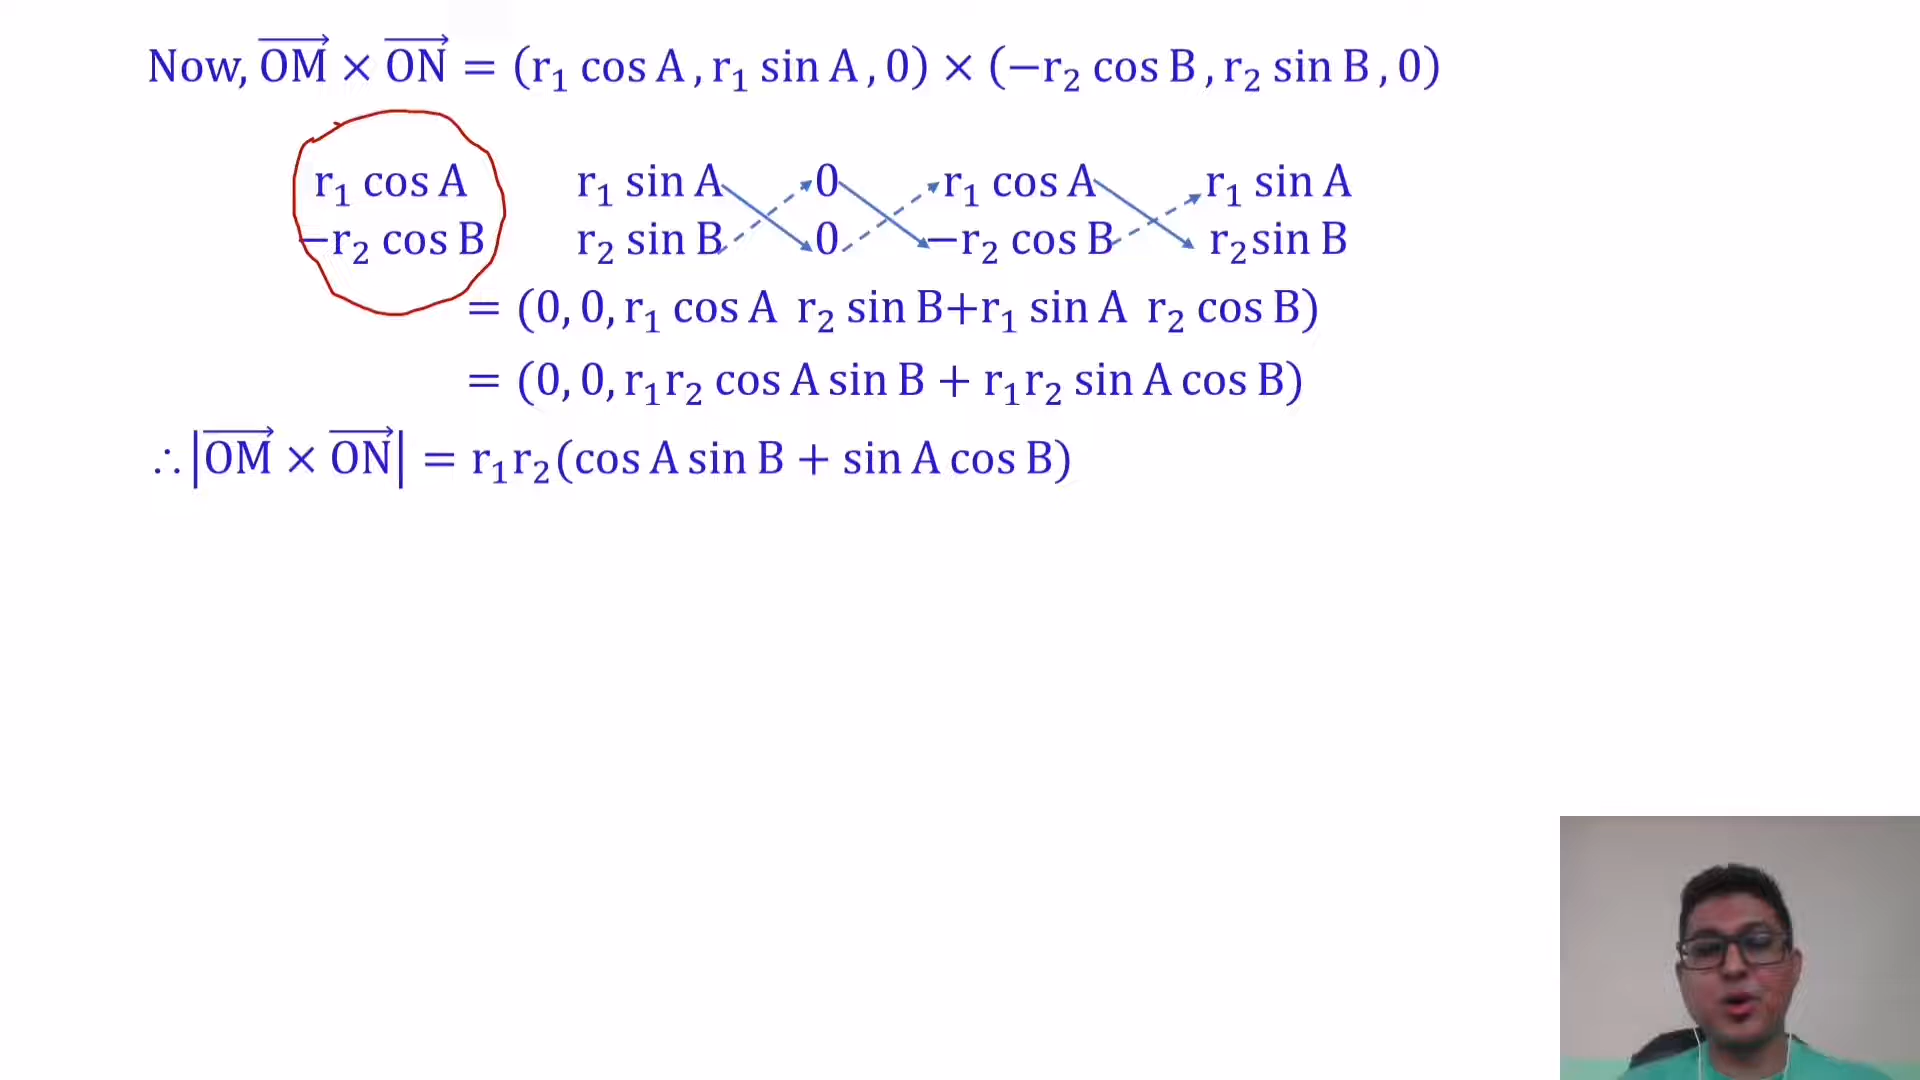 Now, OM × ON = (r₁ cos A , r₁ sin A , 0) × (−r₂ cos B , r₂ sin B , 0)
r₁ cos A r₁ sin A 0 r₁ cos A r₁ sin A
−r₂ cos B r₂ sin B 0 −r₂ cos B r₂sin B
= (0, 0, r₁ cos A r₂ sin B+r₁ sin A r₂ cos B)
= (0, 0, r₁r₂ cos A sin B + r₁r₂ sin A cos B)
∴ |OM × ON| = r₁r₂(cos A sin B + sin A cos B)